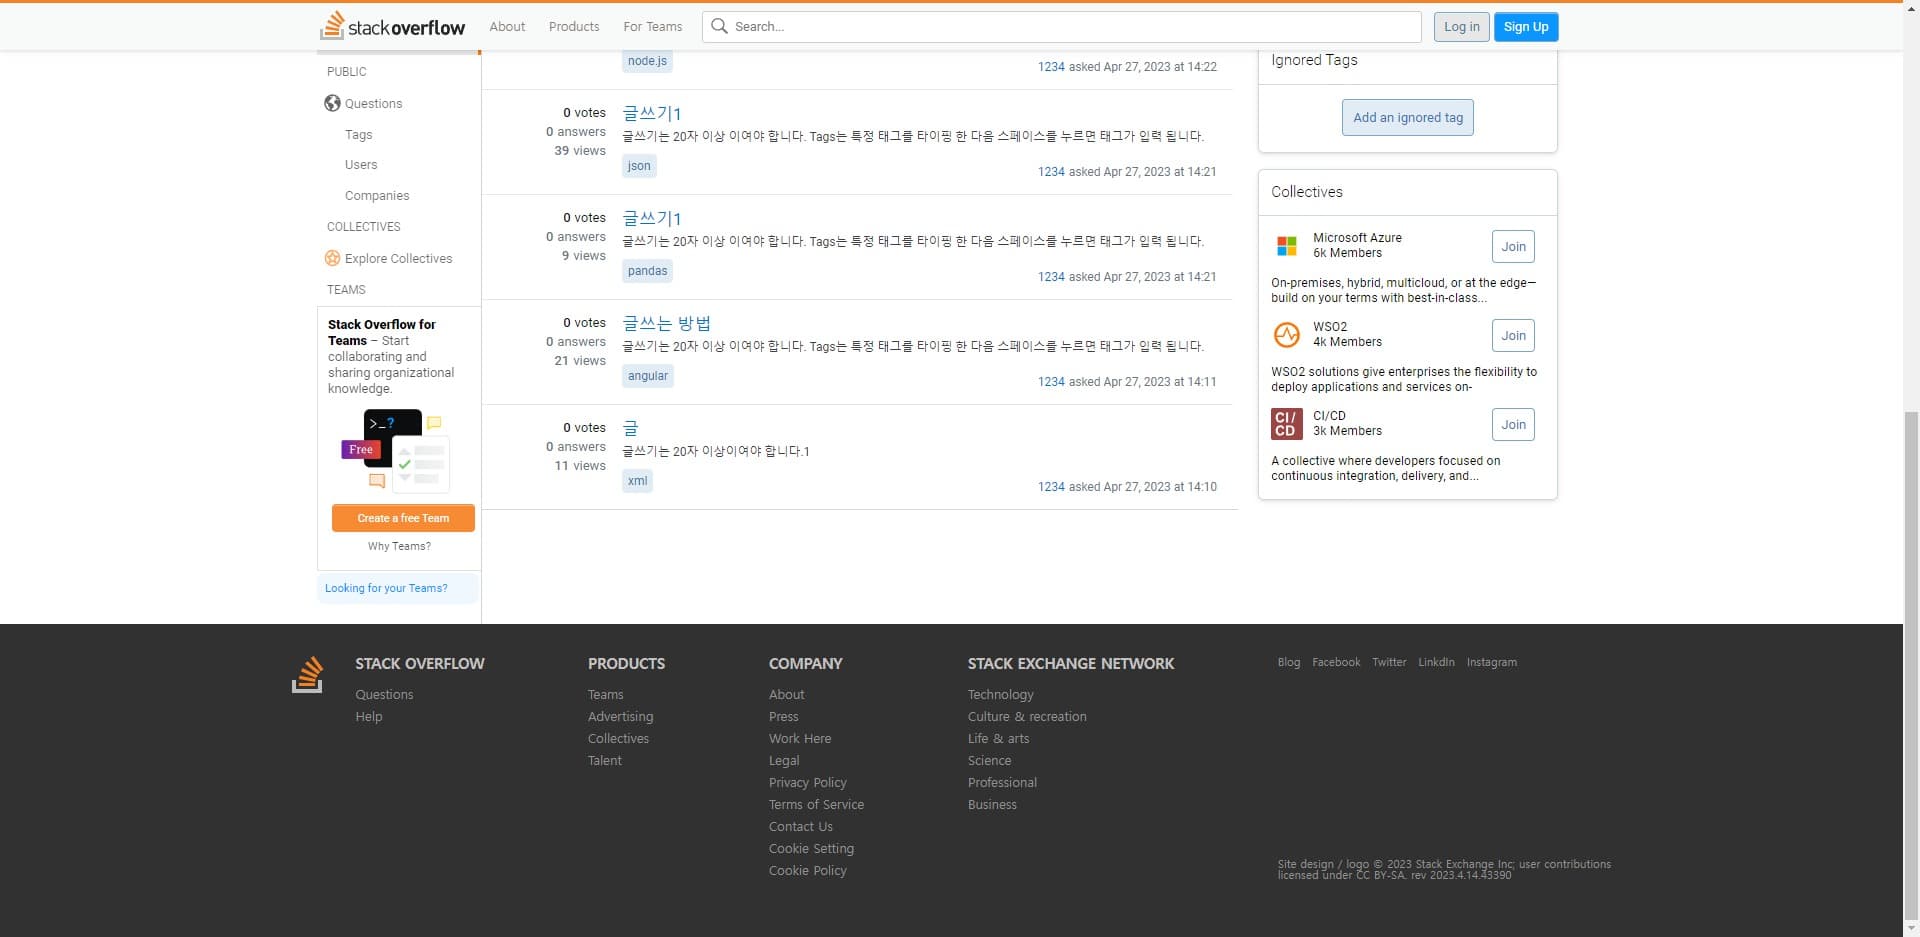 stackoverflow
About
Products
For Teams
Search...
Log in
Sign Up
PUBLIC
Questions
Tags
Users
Companies
COLLECTIVES
Explore Collectives
TEAMS
Stack Overflow for
Teams – Start
collaborating and
sharing organizational
knowledge.
>_?
Free
Create a free Team
Why Teams?
Looking for your Teams?
node.js
1234 asked Apr 27, 2023 at 14:22
0 votes
0 answers
39 views
글쓰기1
글쓰기는 20자 이상 이여야 합니다. Tags는 특정 태그를 타이핑 한 다음 스페이스를 누르면 태그가 입력 됩니다.
json
1234 asked Apr 27, 2023 at 14:21
0 votes
0 answers
9 views
글쓰기1
글쓰기는 20자 이상 이여야 합니다. Tags는 특정 태그를 타이핑 한 다음 스페이스를 누르면 태그가 입력 됩니다.
pandas
1234 asked Apr 27, 2023 at 14:21
0 votes
0 answers
21 views
글쓰는 방법
글쓰기는 20자 이상 이여야 합니다. Tags는 특정 태그를 타이핑 한 다음 스페이스를 누르면 태그가 입력 됩니다.
angular
1234 asked Apr 27, 2023 at 14:11
0 votes
0 answers
11 views
글
글쓰기는 20자 이상이여야 합니다.1
xml
1234 asked Apr 27, 2023 at 14:10
Ignored Tags
Add an ignored tag
Collectives
Microsoft Azure
6k Members
Join
On-premises, hybrid, multicloud, or at the edge—
build on your terms with best-in-class...
WSO2
4k Members
Join
WSO2 solutions give enterprises the flexibility to
deploy applications and services on-
CI/
CD
CI/CD
3k Members
Join
A collective where developers focused on
continuous integration, delivery, and...
STACK OVERFLOW
Questions
Help
PRODUCTS
Teams
Advertising
Collectives
Talent
COMPANY
About
Press
Work Here
Legal
Privacy Policy
Terms of Service
Contact Us
Cookie Setting
Cookie Policy
STACK EXCHANGE NETWORK
Technology
Culture & recreation
Life & arts
Science
Professional
Business
Blog Facebook Twitter LinkdIn Instagram
Site design / logo © 2023 Stack Exchange Inc; user contributions
licensed under CC BY-SA. rev 2023.4.14.43390